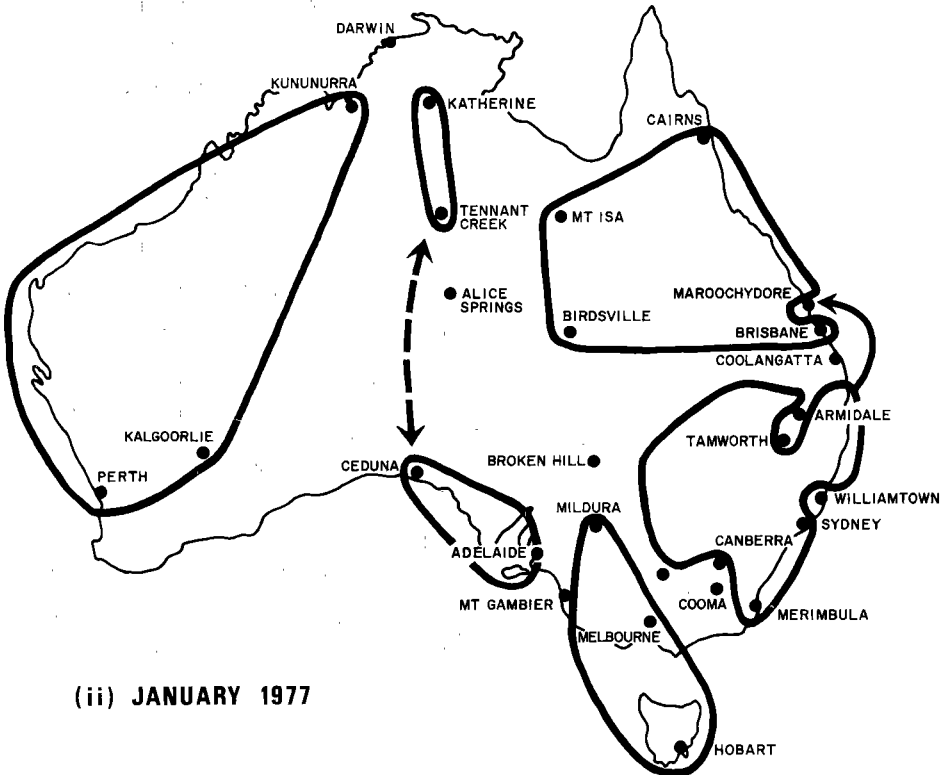 DARWIN
KUNUNURRA
KATHERINE
CAIRNS
TENNANT
CREEK
MT ISA
ALICE
SPRINGS
MAROOCHYDORE
BIRDSVILLE
BRISBANE
COOLANGATTA
ARMIDALE
TAMWORTH
KALGOORLIE
PERTH
CEDUNA
BROKEN HILL
MILDURA
WILLIAMTOWN
SYDNEY
CANBERRA
ADELAIDE
MT GAMBIER
COOMA
MERIMBULA
MELBOURNE
(ii) JANUARY 1977
HOBART